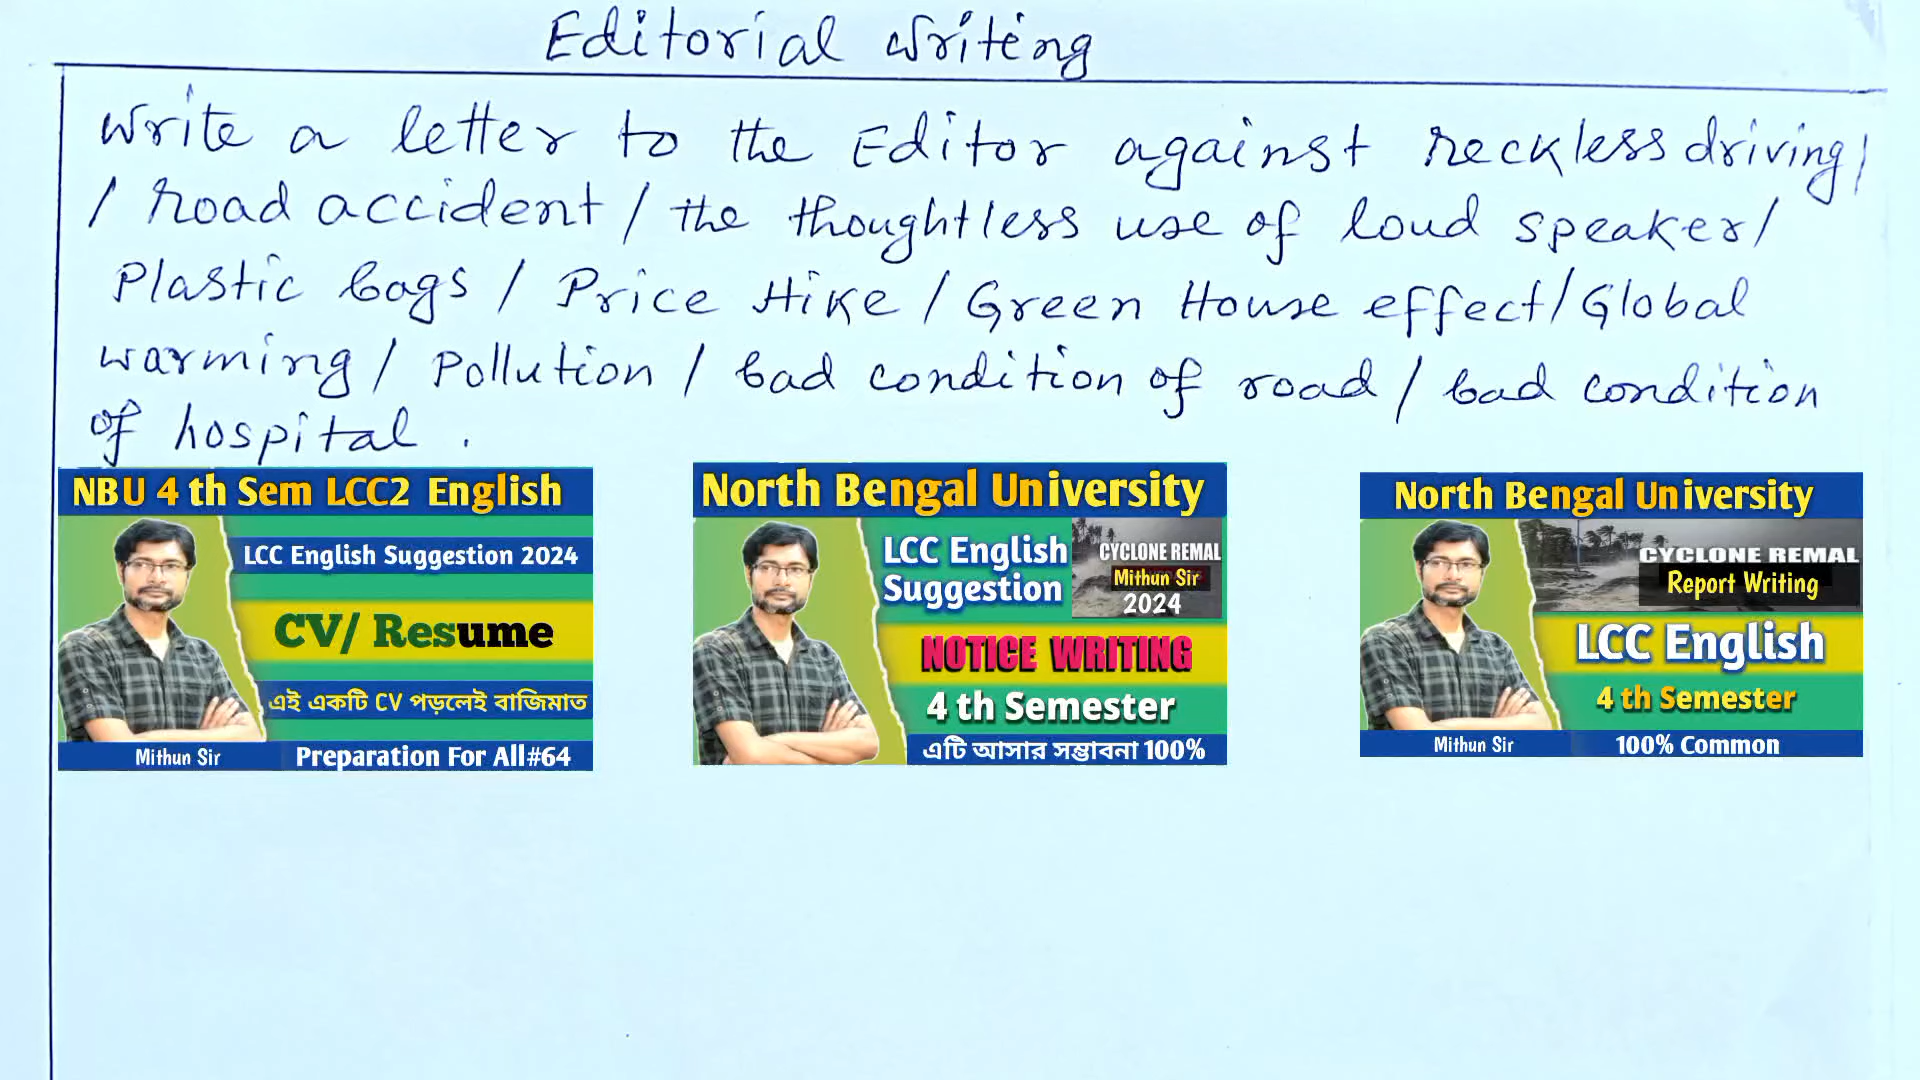 Editorial writing
Write a letter to the Editor against reckless driving/
/ road accident / the thoughtless use of loud speaker/
Plastic bags / Price Hike / Green House effect/ Global
warming / Pollution / bad condition of road / bad condition
of hospital .
NBU 4 th Sem LCC2 English
LCC English Suggestion 2024
CV/ Resume
এই একটি CV পড়লেই বাজিমাত
Mithun Sir
Preparation For All#64
North Bengal University
LCC English
Suggestion
CYCLONE REMAL
Mithun Sir
2024
NOTICE WRITING
4 th Semester
এটি আসার সম্ভাবনা 100%
North Bengal University
CYCLONE REMAL
Report Writing
LCC English
4 th Semester
Mithun Sir
100% Common